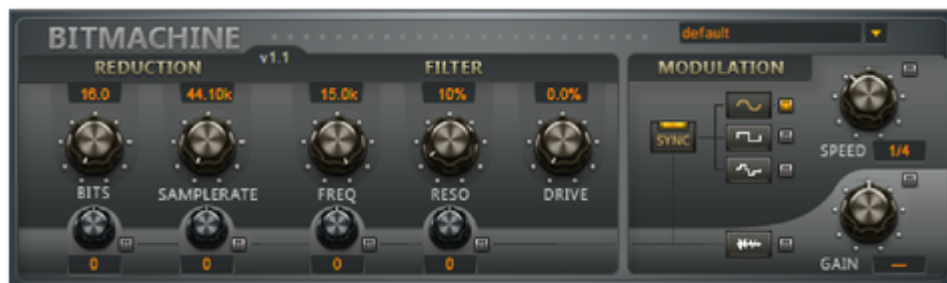 BITMACHINE
default
v1.1
REDUCTION
FILTER
MODULATION
16.0
44.10k
15.0k
10%
0.0%
BITS
SAMPLERATE
FREQ
RESO
DRIVE
0
0
0
0
SYNC
SPEED 1/4
GAIN —